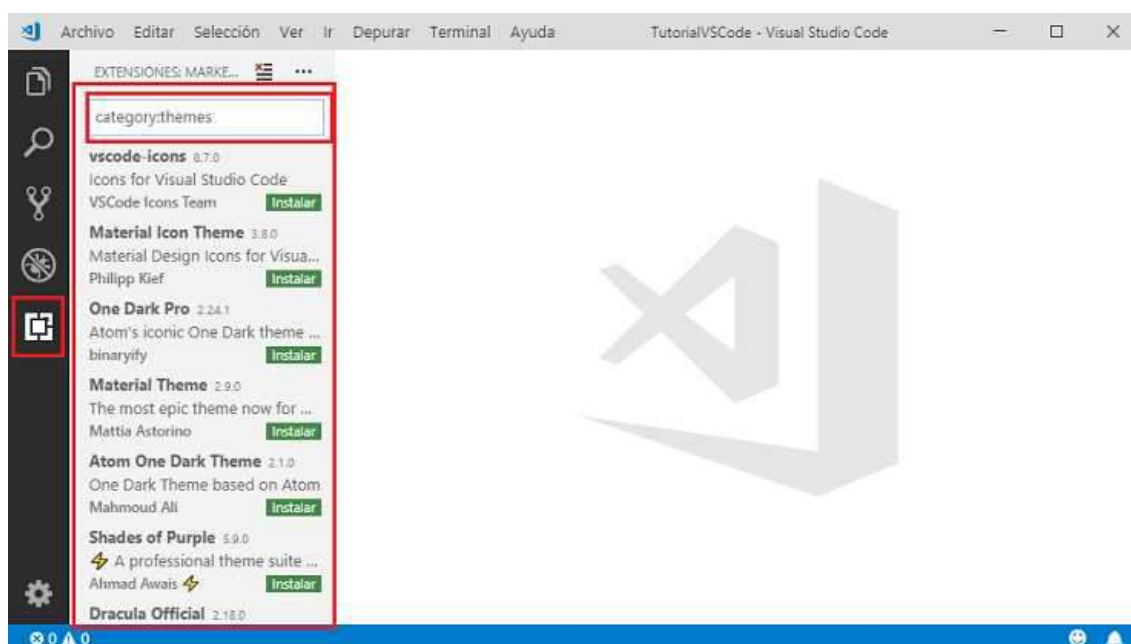 Archivo Editar Selección Ver Ir Depurar Terminal Ayuda TutorialVSCode - Visual Studio Code
EXTENSIONES: MARKE...
category:themes
vscode-icons 8.7.0
Icons for Visual Studio Code
VSCode Icons Team Instalar
Material Icon Theme 3.8.0
Material Design Icons for Visua...
Philipp Kief Instalar
One Dark Pro 2.24.1
Atom's iconic One Dark theme ...
binaryify Instalar
Material Theme 2.9.0
The most epic theme now for ...
Mattia Astorino Instalar
Atom One Dark Theme 2.1.0
One Dark Theme based on Atom
Mahmoud Ali Instalar
Shades of Purple 5.9.0
⚡ A professional theme suite ...
Ahmad Awais ⚡ Instalar
Dracula Official 2.18.0
0 0